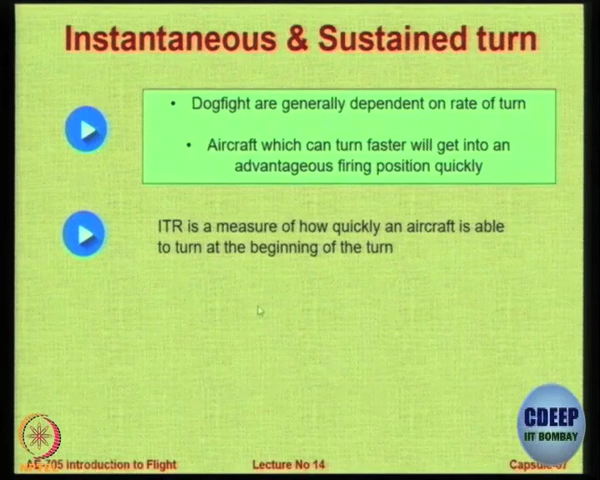 Instantaneous & Sustained turn
• Dogfight are generally dependent on rate of turn
• Aircraft which can turn faster will get into an
advantageous firing position quickly
ITR is a measure of how quickly an aircraft is able
to turn at the beginning of the turn
CDEEP
IIT BOMBAY
AE-705 introduction to Flight
Lecture No 14